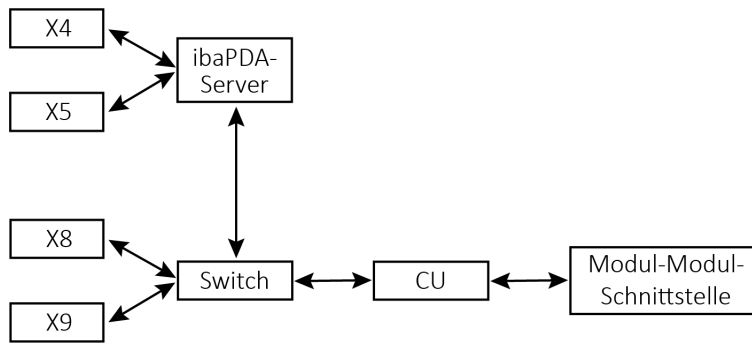 X4
ibaPDA-
Server
X5
X8
Switch
CU
Modul-Modul-
Schnittstelle
X9